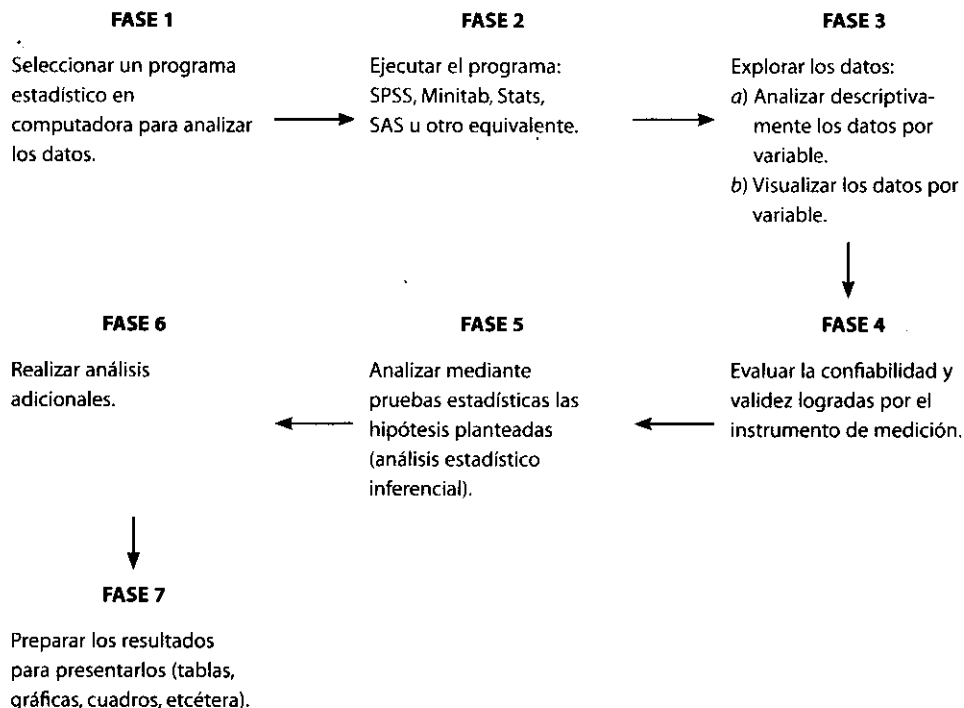 FASE 1
Seleccionar un programa
estadístico en
computadora para analizar
los datos.
FASE 2
Ejecutar el programa:
SPSS, Minitab, Stats,
SAS u otro equivalente.
FASE 3
Explorar los datos:
a) Analizar descriptiva-
mente los datos por
variable.
b) Visualizar los datos por
variable.
FASE 4
Evaluar la confiabilidad y
validez logradas por el
instrumento de medición.
FASE 5
Analizar mediante
pruebas estadísticas las
hipótesis planteadas
(análisis estadístico
inferencial).
FASE 6
Realizar análisis
adicionales.
FASE 7
Preparar los resultados
para presentarlos (tablas,
gráficas, cuadros, etcétera).